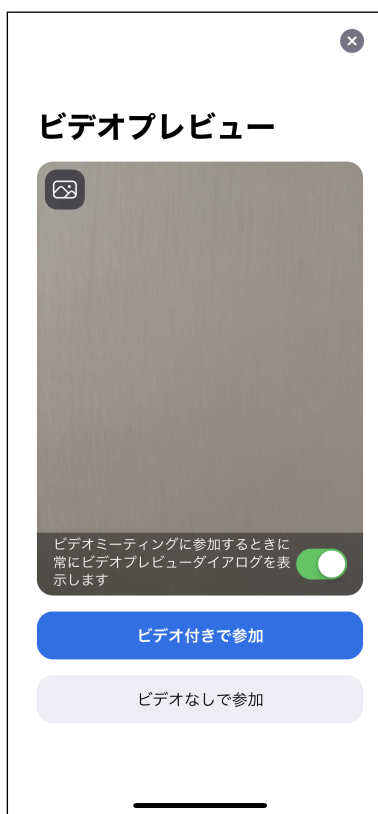 ビデオプレビュー
ビデオミーティングに参加するときに
常にビデオプレビューダイアログを表
示します
ビデオ付きで参加
ビデオなしで参加